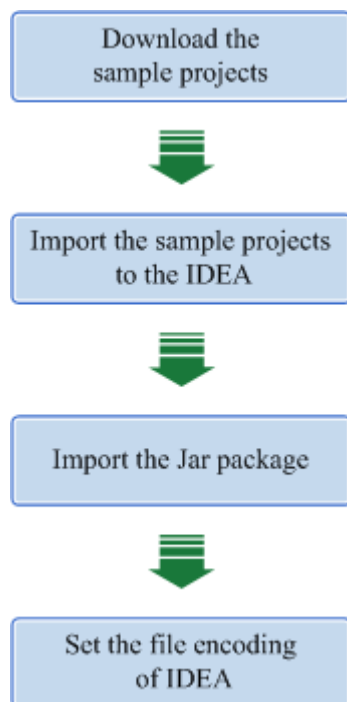 Download the
sample projects
Import the sample projects
to the IDEA
Import the Jar package
Set the file encoding
of IDEA